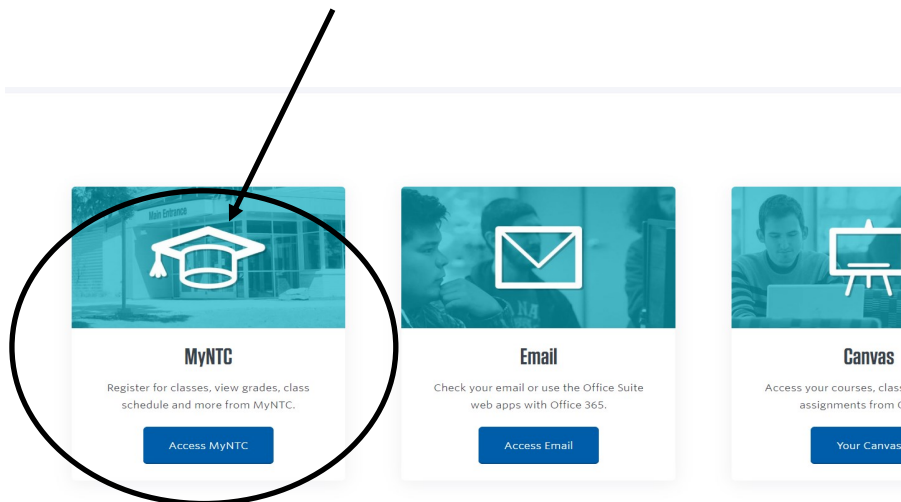 Main Entrance
MyNTC
Register for classes, view grades, class
schedule and more from MyNTC.
Access MyNTC
Email
Check your email or use the Office Suite
web apps with Office 365.
Access Email
Canvas
Access your courses,
assignments from
Your Canvas